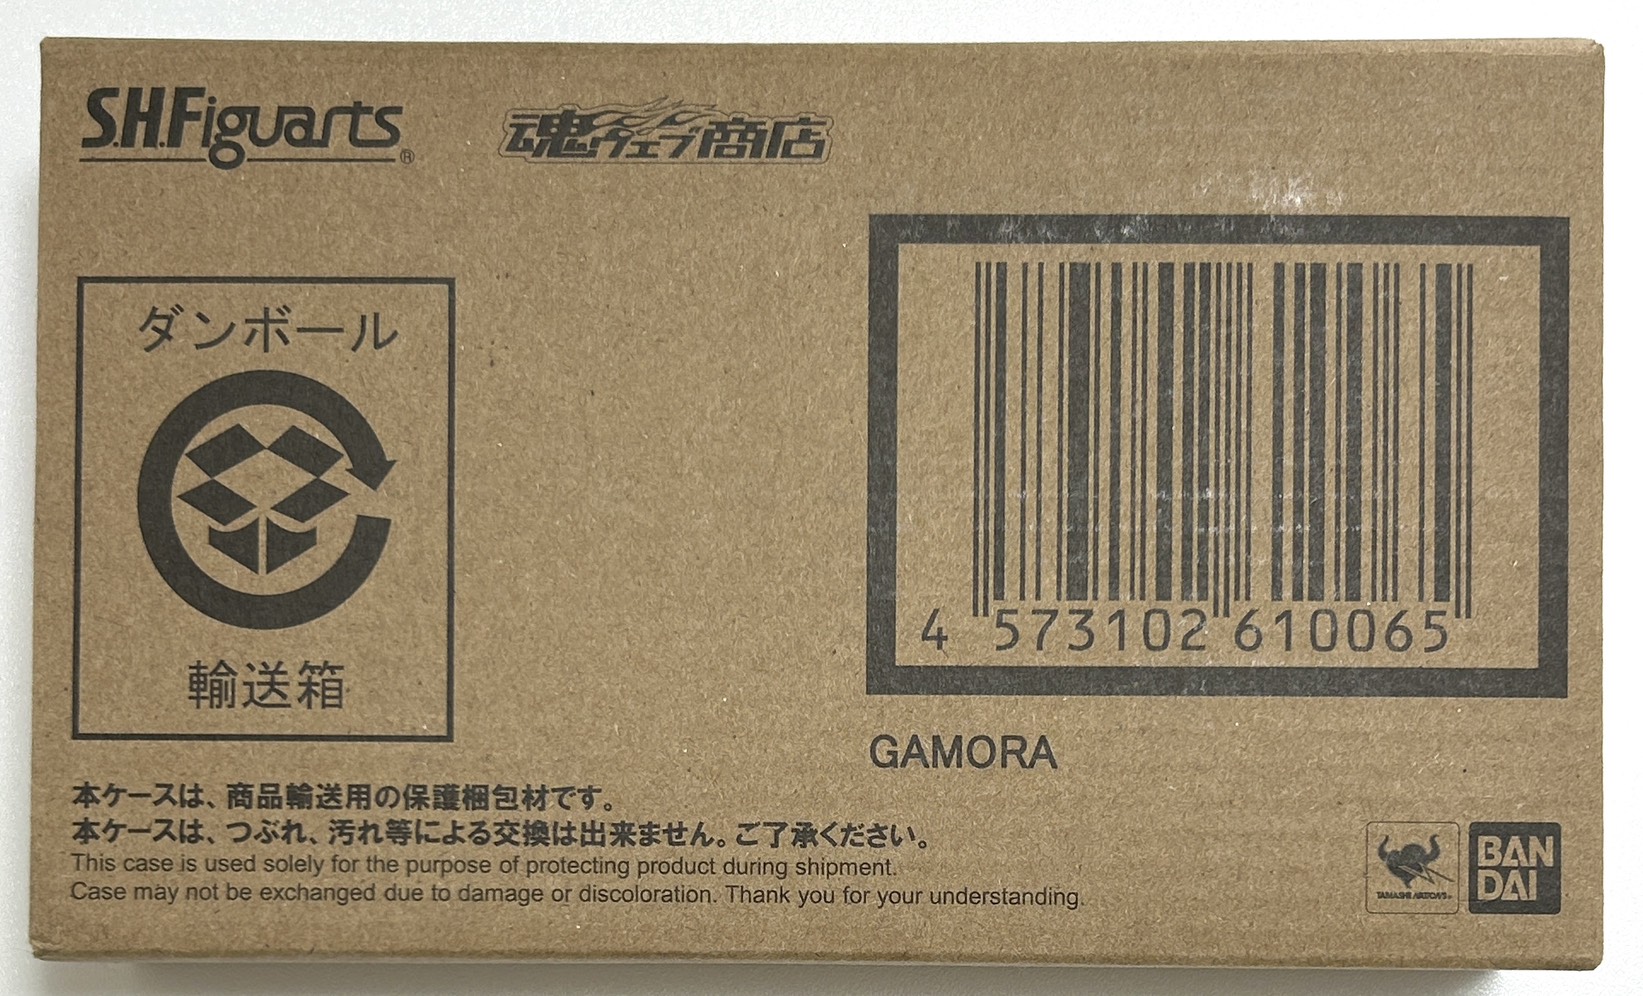 S.H.Figuarts®
魂ウェブ商店
ダンボール
輸送箱
4 573102 610065
GAMORA
本ケースは、商品輸送用の保護梱包材です。
本ケースは、つぶれ、汚れ等による交換は出来ません。ご了承ください。
This case is used solely for the purpose of protecting product during shipment.
Case may not be exchanged due to damage or discoloration. Thank you for your understanding.
TAMASHII NATIONS
BAN
DAI